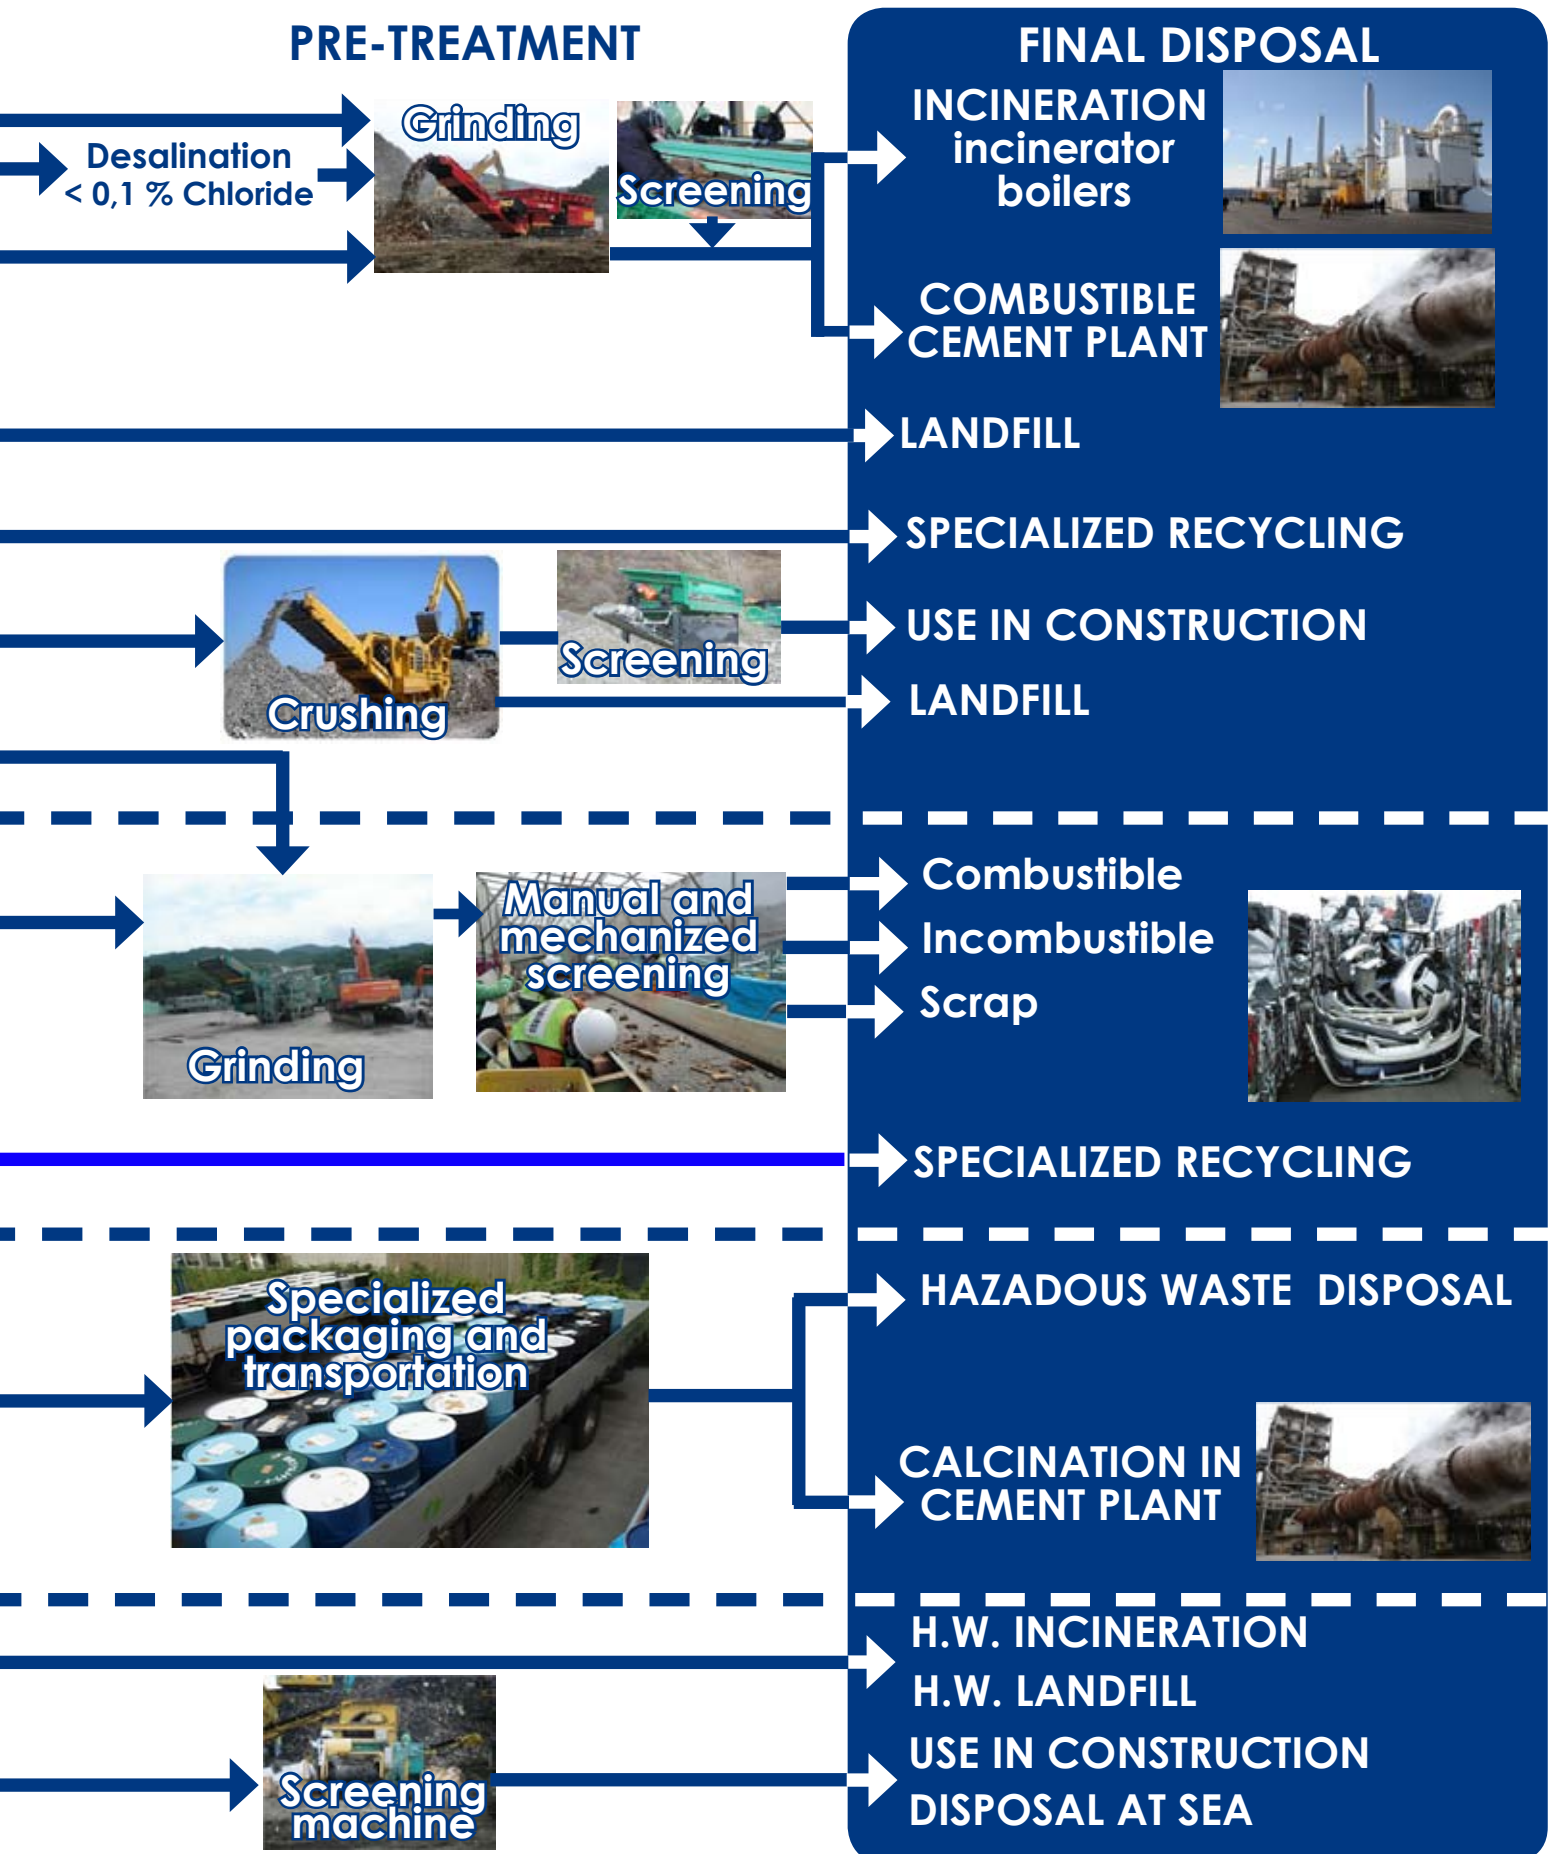 PRE-TREATMENT
FINAL DISPOSAL
Grinding
Desalination
< 0,1 % Chloride
Screening
INCINERATION
incinerator
boilers
COMBUSTIBLE
CEMENT PLANT
LANDFILL
SPECIALIZED RECYCLING
Crushing
Screening
USE IN CONSTRUCTION
LANDFILL
Grinding
Manual and
mechanized
screening
Combustible
Incombustible
Scrap
SPECIALIZED RECYCLING
Specialized
packaging and
transportation
HAZADOUS WASTE DISPOSAL
CALCINATION IN
CEMENT PLANT
H.W. INCINERATION
H.W. LANDFILL
Screening
machine
USE IN CONSTRUCTION
DISPOSAL AT SEA